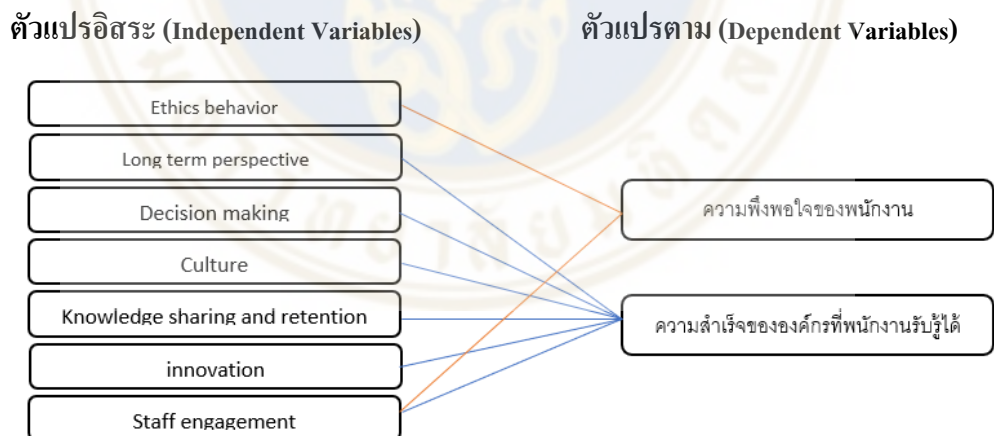 ตัวแปรอิสระ (Independent Variables)
ตัวแปรตาม (Dependent Variables)
Ethics behavior
Long term perspective
Decision making
Culture
Knowledge sharing and retention
innovation
Staff engagement
ความพึงพอใจของพนักงาน
ความสำเร็จขององค์กรที่พนักงานรับรู้ได้